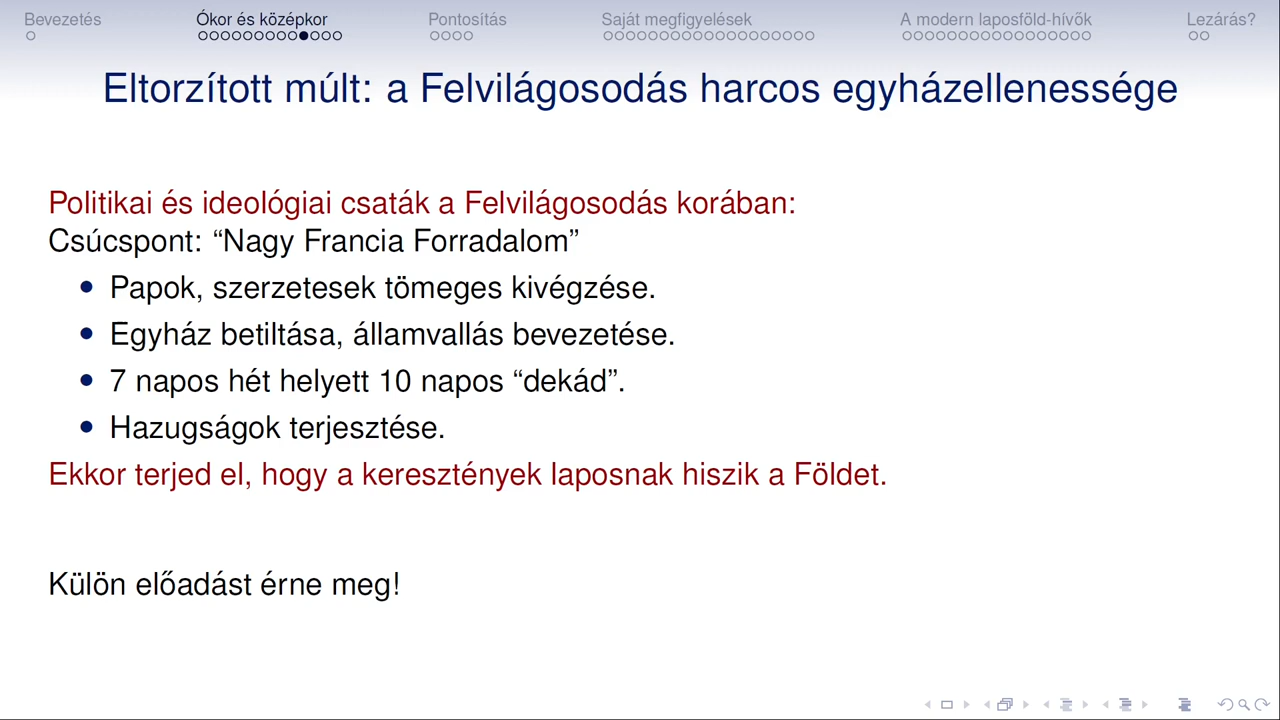 Bevezetés Ókor és középkor Pontosítás Saját megfigyelések A modern laposföld-hívők Lezárás?
Eltorzított múlt: a Felvilágosodás harcos egyházellenessége
Politikai és ideológiai csaták a Felvilágosodás korában:
Csúcspont: “Nagy Francia Forradalom”
• Papok, szerzetesek tömeges kivégzése.
• Egyház betiltása, államvallás bevezetése.
• 7 napos hét helyett 10 napos “dekád”.
• Hazugságok terjesztése.
Ekkor terjed el, hogy a keresztények laposnak hiszik a Földet.
Külön előadást érne meg!